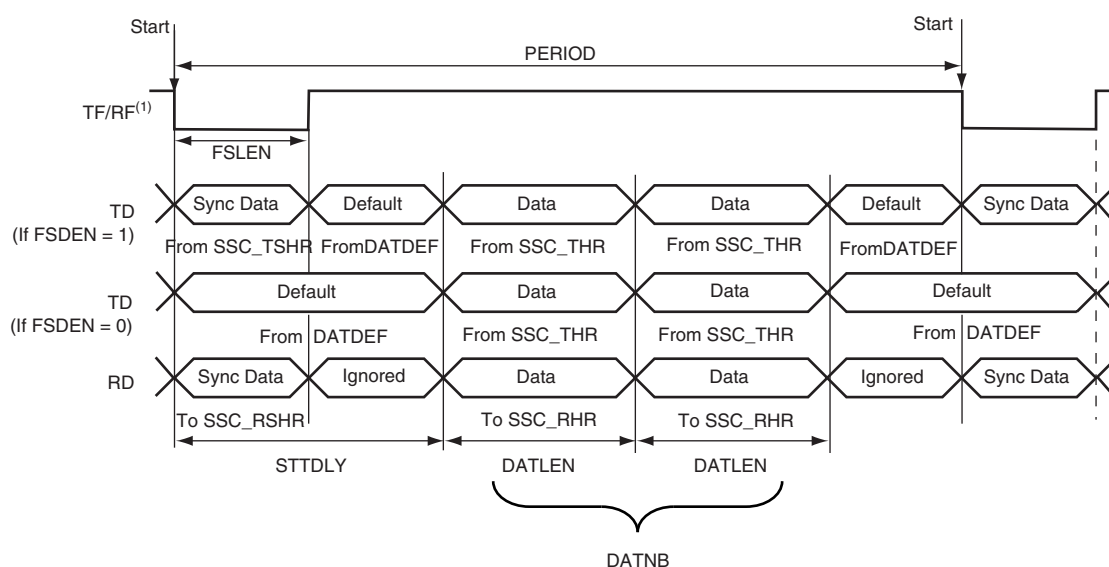 Start
Start
PERIOD
TF/RF(1)
FSLEN
TD
(If FSDEN = 1)
Sync Data
Default
Data
Data
Default
Sync Data
From SSC_TSHR
FromDATDEF
From SSC_THR
From SSC_THR
FromDATDEF
TD
(If FSDEN = 0)
Default
Data
Data
Default
From DATDEF
From SSC_THR
From SSC_THR
From DATDEF
RD
Sync Data
Ignored
Data
Data
Ignored
Sync Data
To SSC_RSHR
To SSC_RHR
To SSC_RHR
STTDLY
DATLEN
DATLEN
DATNB